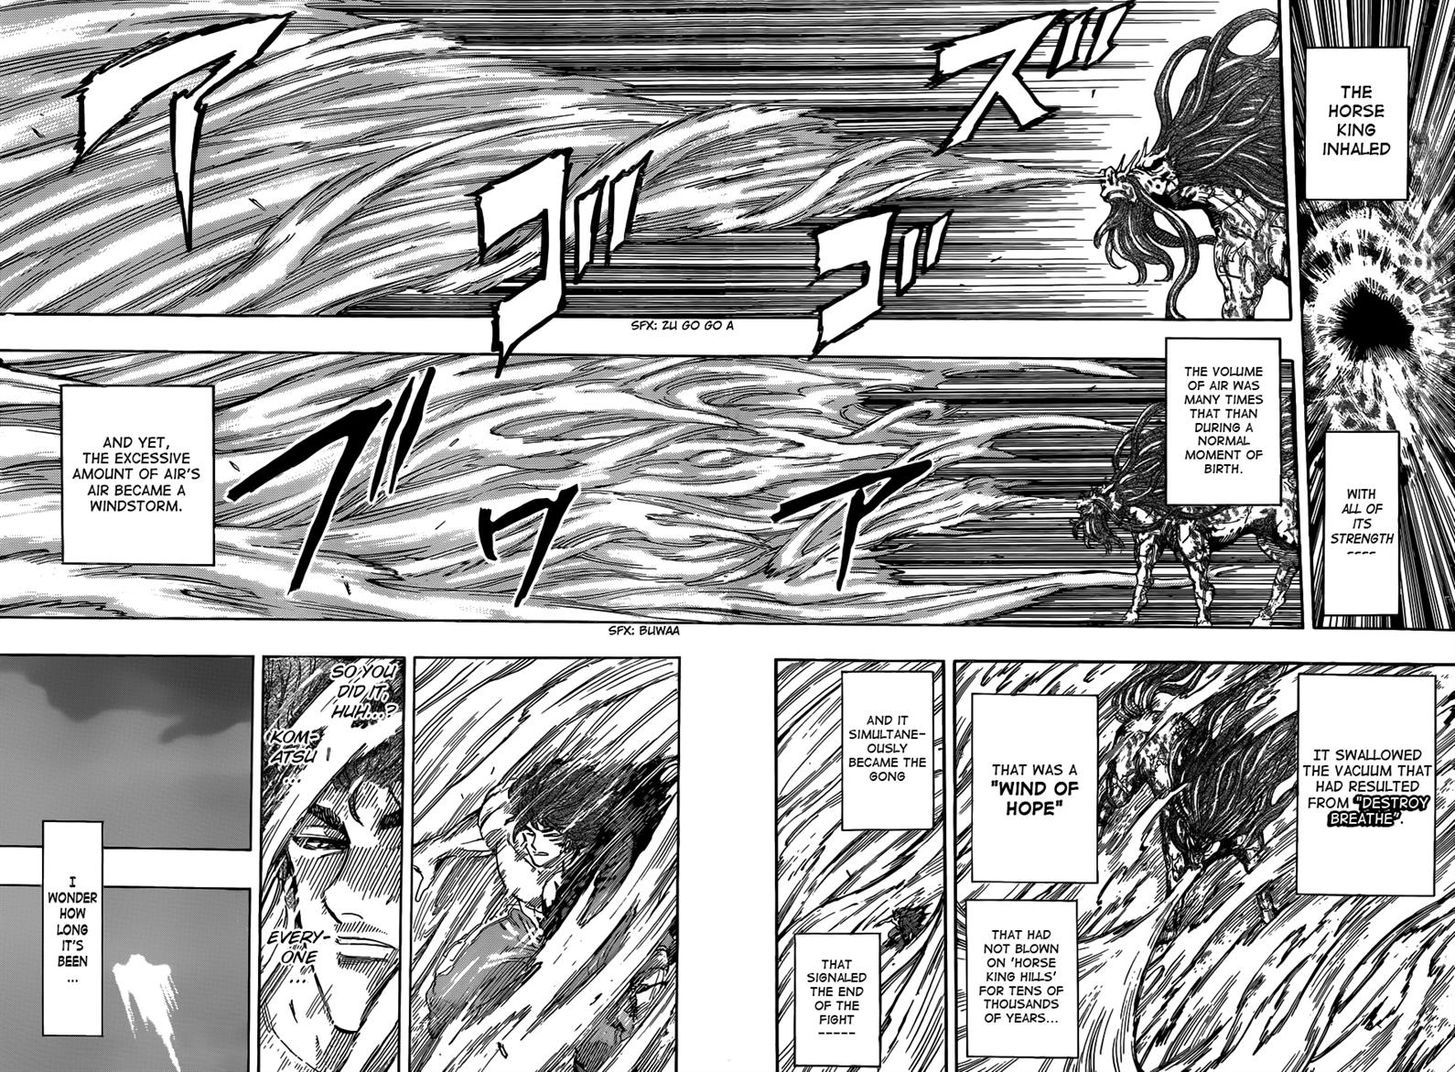 THE
HORSE
KING
INHALED
WITH
ALL OF
ITS
STRENGTH
----
ズ
ゴ
ゴ
ア
SFX: ZU GO GO A
THE VOLUME
OF AIR WAS
MANY TIMES
THAT THAN
DURING A
NORMAL
MOMENT OF
BIRTH.
ブ
ワ
ア
AND YET,
THE EXCESSIVE
AMOUNT OF AIR'S
AIR BECAME A
WINDSTORM.
SFX: BUWAA
IT SWALLOWED
THE VACUUM THAT
HAD RESULTED
FROM "DESTROY
BREATHE".
THAT WAS A
"WIND OF
HOPE"
THAT HAD
NOT BLOWN
ON 'HORSE
KING HILLS'
FOR TENS OF
THOUSANDS
OF YEARS...
AND IT
SIMULTANE-
OUSLY
BECAME THE
GONG
THAT
SIGNALED
THE END
OF THE
FIGHT
-----
SO YOU
DID IT,
HUH...?
KOM-
ATSU
...
EVERY-
ONE
...
I
WONDER
HOW
LONG
IT'S
BEEN
...